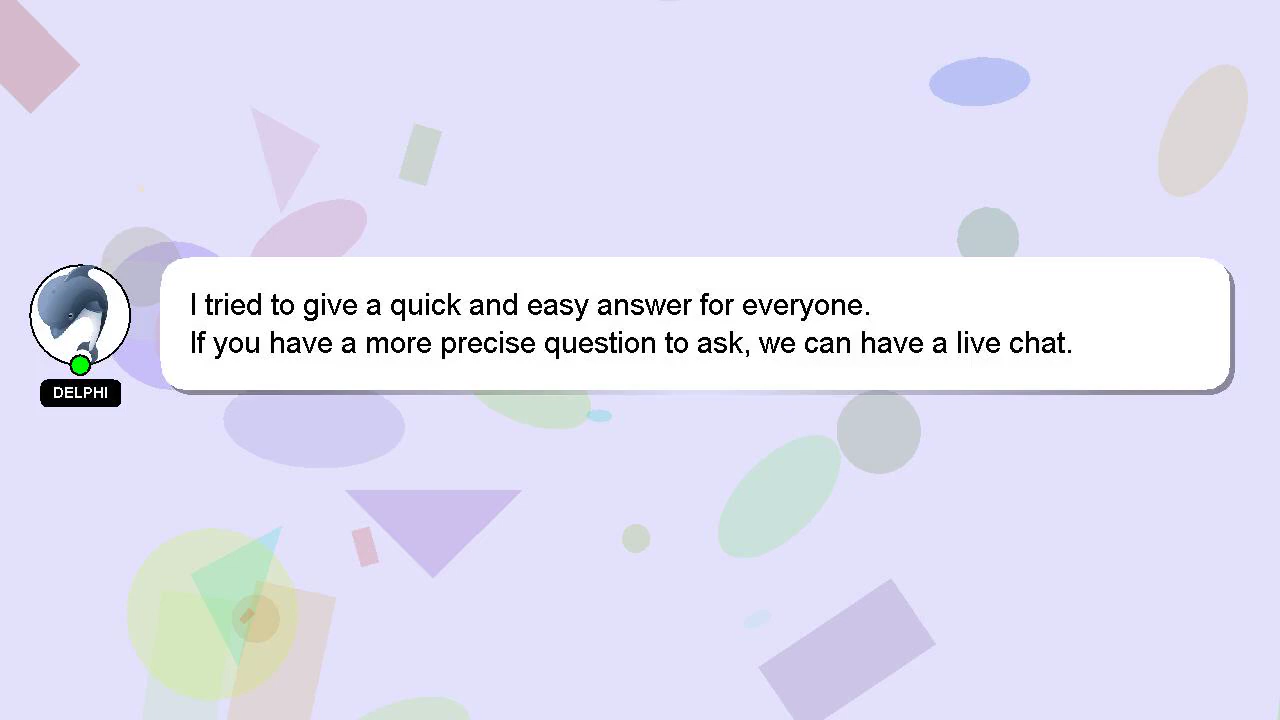 I tried to give a quick and easy answer for everyone.
If you have a more precise question to ask, we can have a live chat.
DELPHI